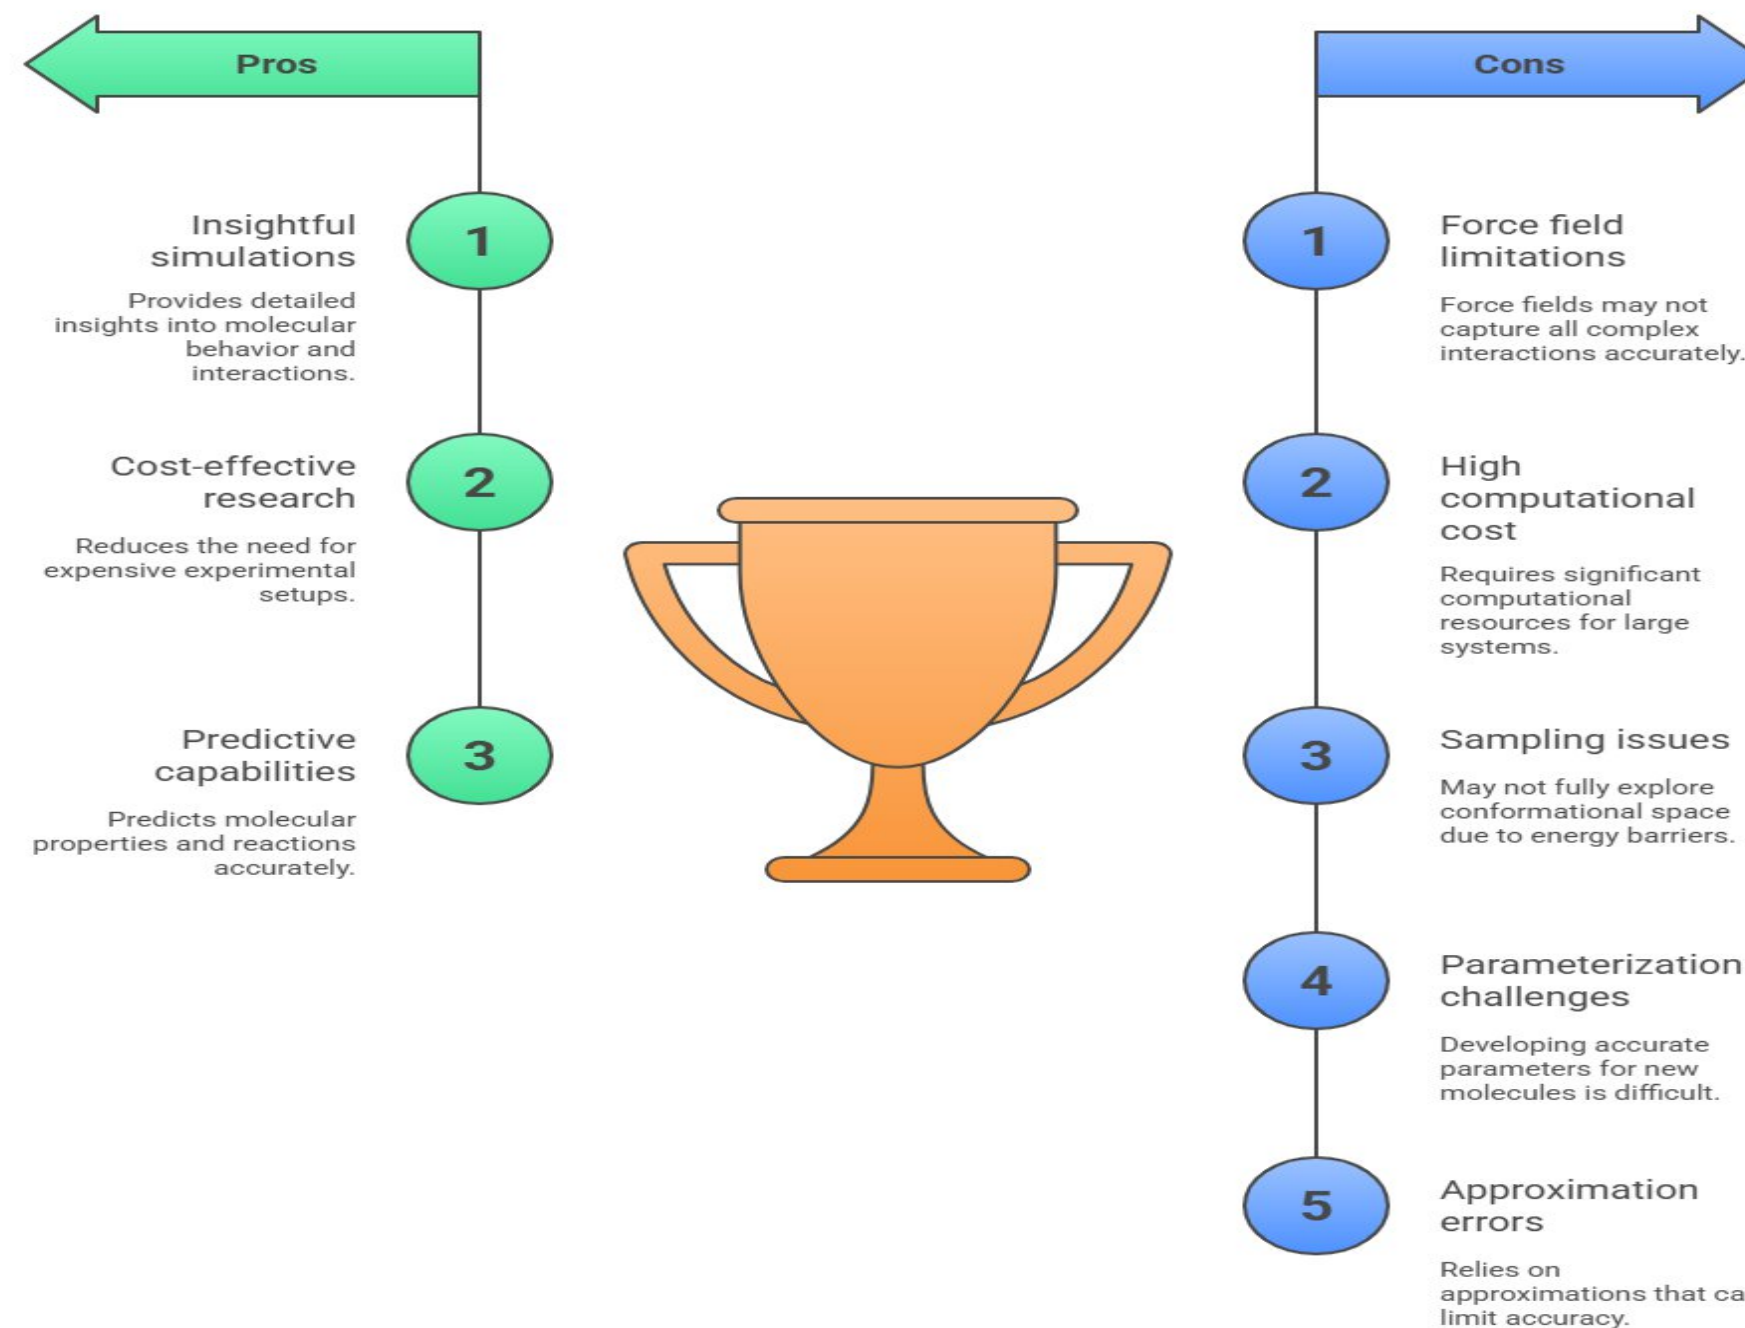 Pros
1
Insightful
simulations
Provides detailed
insights into molecular
behavior and
interactions.
2
Cost-effective
research
Reduces the need for
expensive experimental
setups.
3
Predictive
capabilities
Predicts molecular
properties and reactions
accurately.
Cons
1
Force field
limitations
Force fields may not
capture all complex
interactions accurately.
2
High
computational
cost
Requires significant
computational
resources for large
systems.
3
Sampling issues
May not fully explore
conformational space
due to energy barriers.
4
Parameterization
challenges
Developing accurate
parameters for new
molecules is difficult.
5
Approximation
errors
Relies on
approximations that ca
limit accuracy.